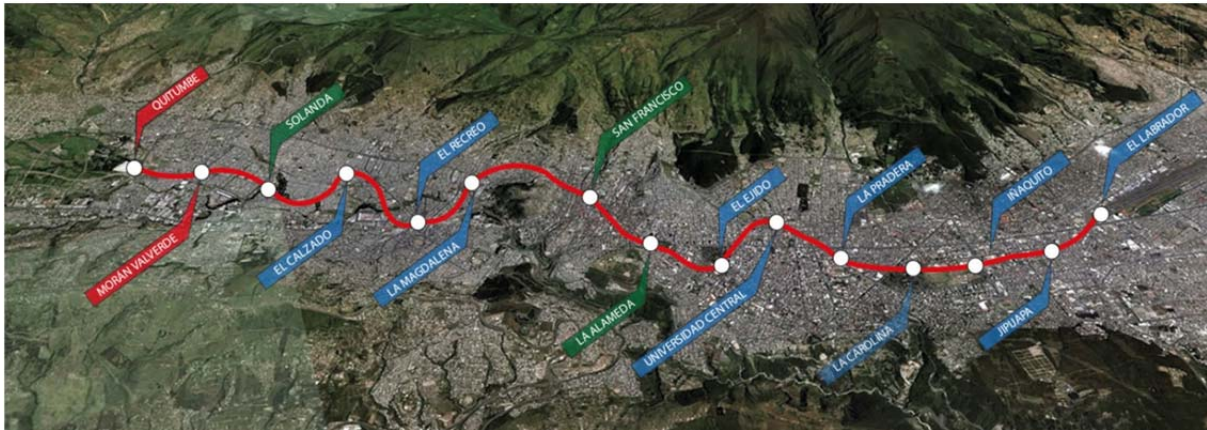 QUITUMBE
MORÁN VALVERDE
SOLANDA
EL CALZADO
EL RECREO
LA MAGDALENA
SAN FRANCISCO
LA ALAMEDA
EL EJIDO
UNIVERSIDAD CENTRAL
LA PRADERA
LA CAROLINA
IÑAQUITO
JIPIJAPA
EL LABRADOR